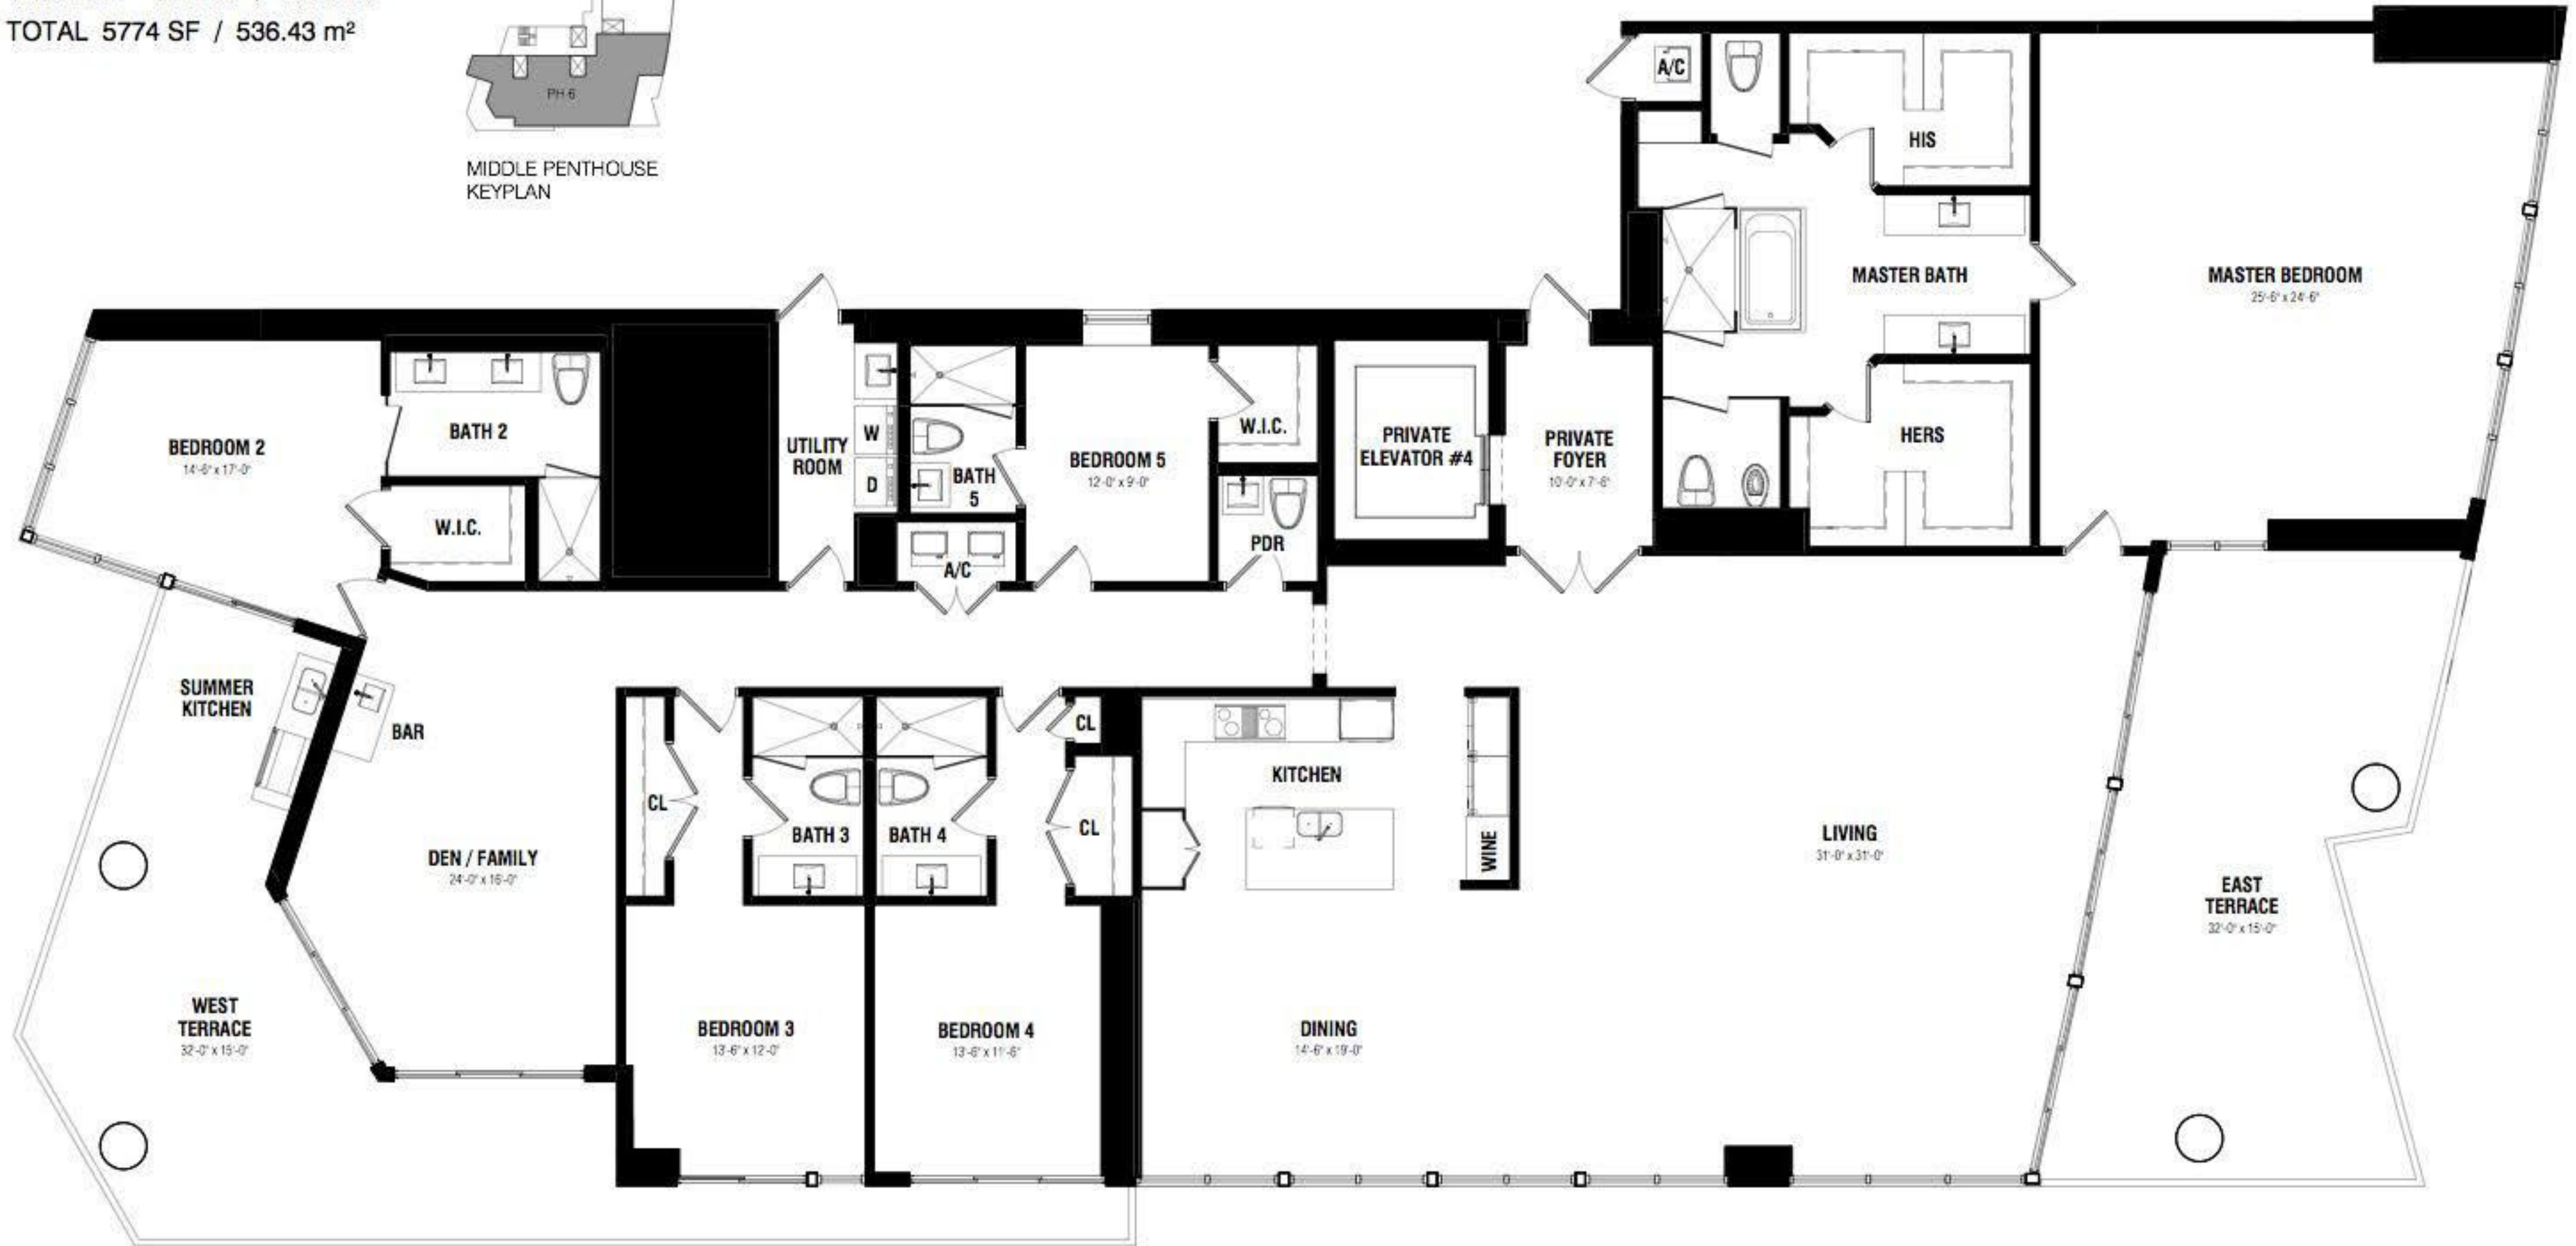 TOTAL 5774 SF / 536.43 m²
PH-6
MIDDLE PENTHOUSE
KEYPLAN
A/C
HIS
MASTER BATH
MASTER BEDROOM
25'-6" x 24'-6"
HERS
BEDROOM 2
14'-6" x 17'-0"
BATH 2
W.I.C.
UTILITY
ROOM
W
D
BATH
5
A/C
BEDROOM 5
12'-0" x 9'-0"
W.I.C.
PDR
PRIVATE
ELEVATOR #4
PRIVATE
FOYER
10'-0" x 7'-6"
SUMMER
KITCHEN
BAR
DEN / FAMILY
24'-0" x 16'-0"
CL
BATH 3
BATH 4
CL
CL
KITCHEN
WINE
LIVING
31'-0" x 31'-0"
EAST
TERRACE
32'-0" x 15'-0"
WEST
TERRACE
32'-0" x 15'-0"
BEDROOM 3
13'-6" x 12'-0"
BEDROOM 4
13'-6" x 11'-6"
DINING
14'-6" x 19'-0"